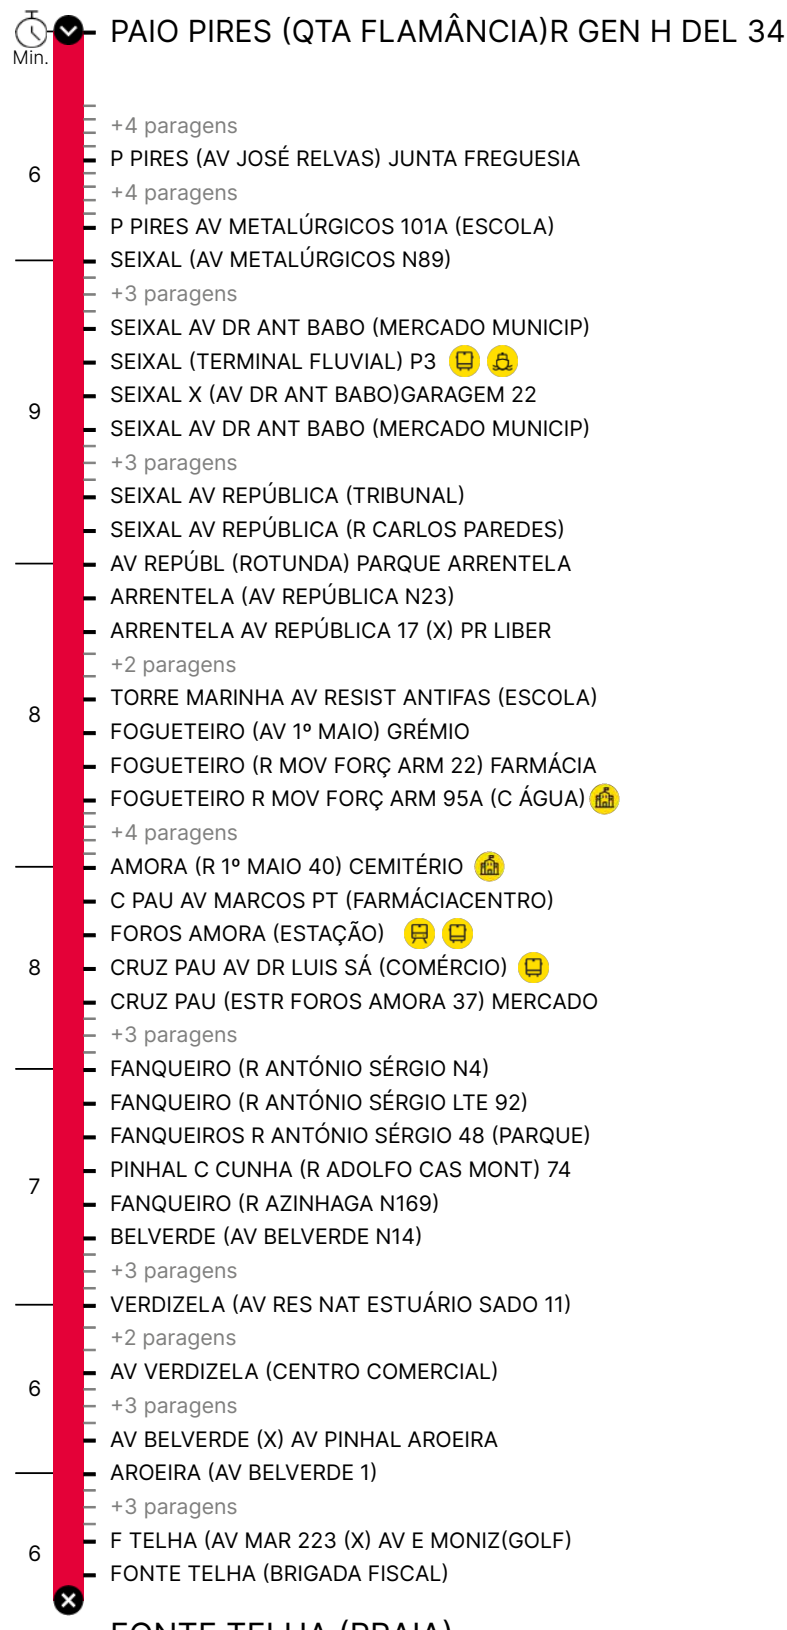 PAIO PIRES (QTA FLAMÂNCIA)R GEN H DEL 34
Min.
+4 paragens
P PIRES (AV JOSÉ RELVAS) JUNTA FREGUESIA
6
+4 paragens
P PIRES AV METALÚRGICOS 101A (ESCOLA)
SEIXAL (AV METALÚRGICOS N89)
+3 paragens
SEIXAL AV DR ANT BABO (MERCADO MUNICIP)
SEIXAL (TERMINAL FLUVIAL) P3
SEIXAL X (AV DR ANT BABO)GARAGEM 22
9
SEIXAL AV DR ANT BABO (MERCADO MUNICIP)
+3 paragens
SEIXAL AV REPÚBLICA (TRIBUNAL)
SEIXAL AV REPÚBLICA (R CARLOS PAREDES)
AV REPÚBL (ROTUNDA) PARQUE ARRENTELA
ARRENTELA (AV REPÚBLICA N23)
ARRENTELA AV REPÚBLICA 17 (X) PR LIBER
+2 paragens
TORRE MARINHA AV RESIST ANTIFAS (ESCOLA)
8
FOGUETEIRO (AV 1º MAIO) GRÉMIO
FOGUETEIRO (R MOV FORÇ ARM 22) FARMÁCIA
FOGUETEIRO R MOV FORÇ ARM 95A (C ÁGUA)
+4 paragens
AMORA (R 1º MAIO 40) CEMITÉRIO
C PAU AV MARCOS PT (FARMÁCIACENTRO)
FOROS AMORA (ESTAÇÃO)
8
CRUZ PAU AV DR LUIS SÁ (COMÉRCIO)
CRUZ PAU (ESTR FOROS AMORA 37) MERCADO
+3 paragens
FANQUEIRO (R ANTÓNIO SÉRGIO N4)
FANQUEIRO (R ANTÓNIO SÉRGIO LTE 92)
FANQUEIROS R ANTÓNIO SÉRGIO 48 (PARQUE)
PINHAL C CUNHA (R ADOLFO CAS MONT) 74
7
FANQUEIRO (R AZINHAGA N169)
BELVERDE (AV BELVERDE N14)
+3 paragens
VERDIZELA (AV RES NAT ESTUÁRIO SADO 11)
+2 paragens
AV VERDIZELA (CENTRO COMERCIAL)
6
+3 paragens
AV BELVERDE (X) AV PINHAL AROEIRA
AROEIRA (AV BELVERDE 1)
+3 paragens
F TELHA (AV MAR 223 (X) AV E MONIZ(GOLF)
6
FONTE TELHA (BRIGADA FISCAL)
FONTE TELHA (PRAIA)